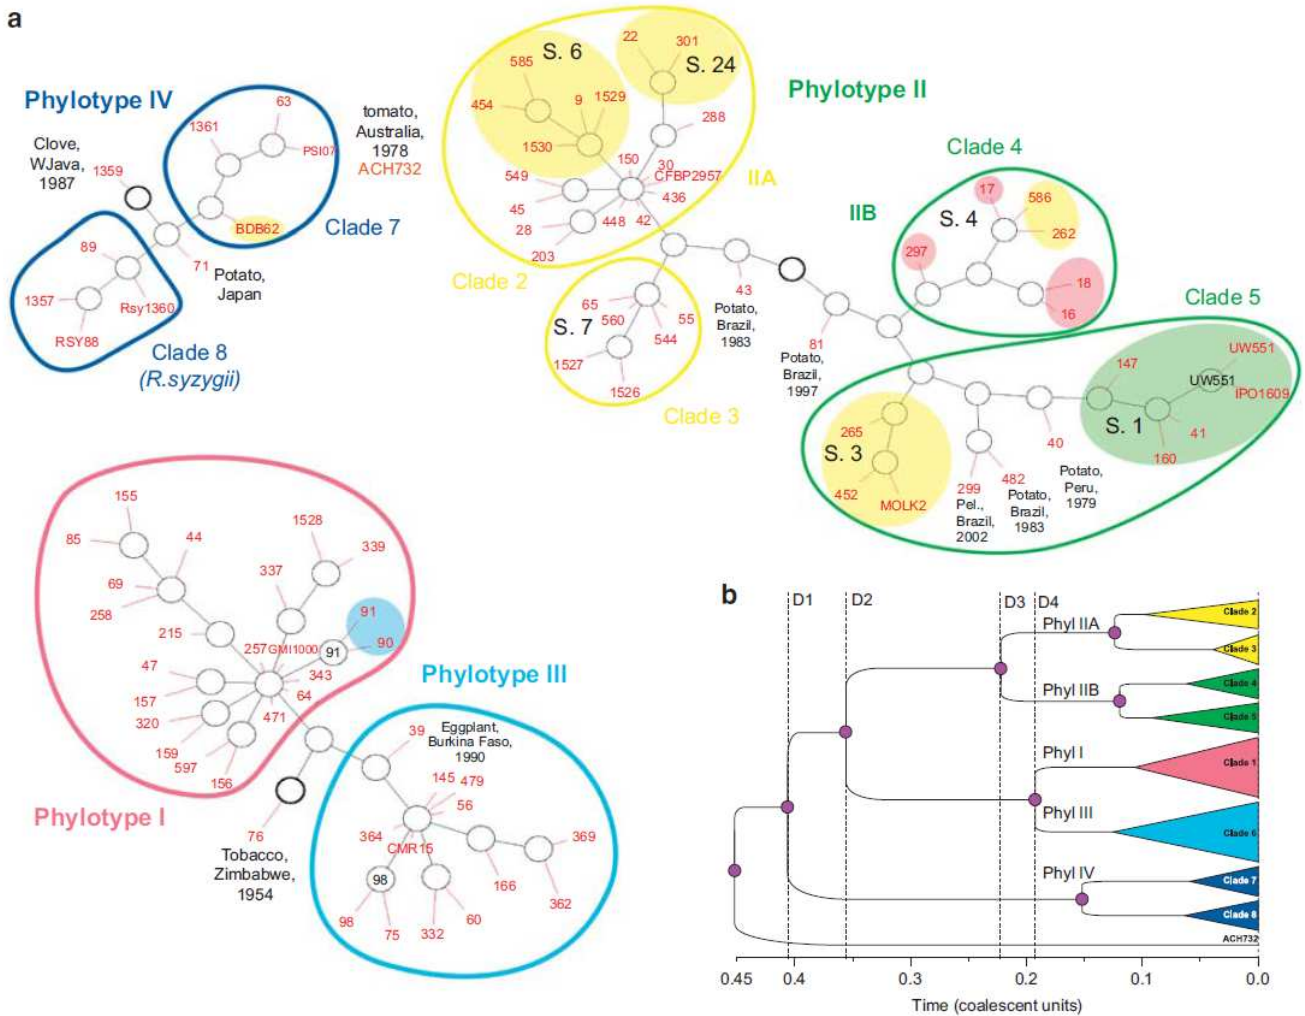 a
Phylotype IV
63
1361
PSI07
tomato,
Australia,
1978
ACH732
Clove,
WJava,
1987
1359
BDB62
Clade 7
89
71
Potato,
Japan
1357
Rsy1360
RSY88
Clade 8
(R.syzygii)
22
301
S. 6
S. 24
585
454
9
1529
288
1530
150
30
CFBP2957
549
436
45
448
42
28
203
IIA
Clade 2
65
560
55
S. 7
544
1527
1526
Clade 3
43
Potato,
Brazil,
1983
81
Potato,
Brazil,
1997
Phylotype II
Clade 4
IIB
17
586
S. 4
262
297
18
16
Clade 5
147
UW551
UW551
IPO1609
S. 1
41
160
265
S. 3
452
MOLK2
299
Pel.,
Brazil,
2002
482
Potato,
Brazil,
1983
40
Potato,
Peru,
1979
155
85
44
1528
339
69
337
258
91
215
257
GMI1000
91
90
47
343
157
64
320
471
159
597
156
Phylotype I
Phylotype III
39
Eggplant,
Burkina Faso,
1990
145
479
56
76
Tobacco,
Zimbabwe,
1954
364
CMR15
369
98
166
362
98
75
332
60
b
D1
D2
D3
D4
Phyl IIA
Clade 2
Clade 3
Phyl IIB
Clade 4
Clade 5
Phyl I
Clade 1
Phyl III
Clade 6
Phyl IV
Clade 7
Clade 8
ACH732
0.45
0.4
0.3
0.2
0.1
0.0
Time (coalescent units)